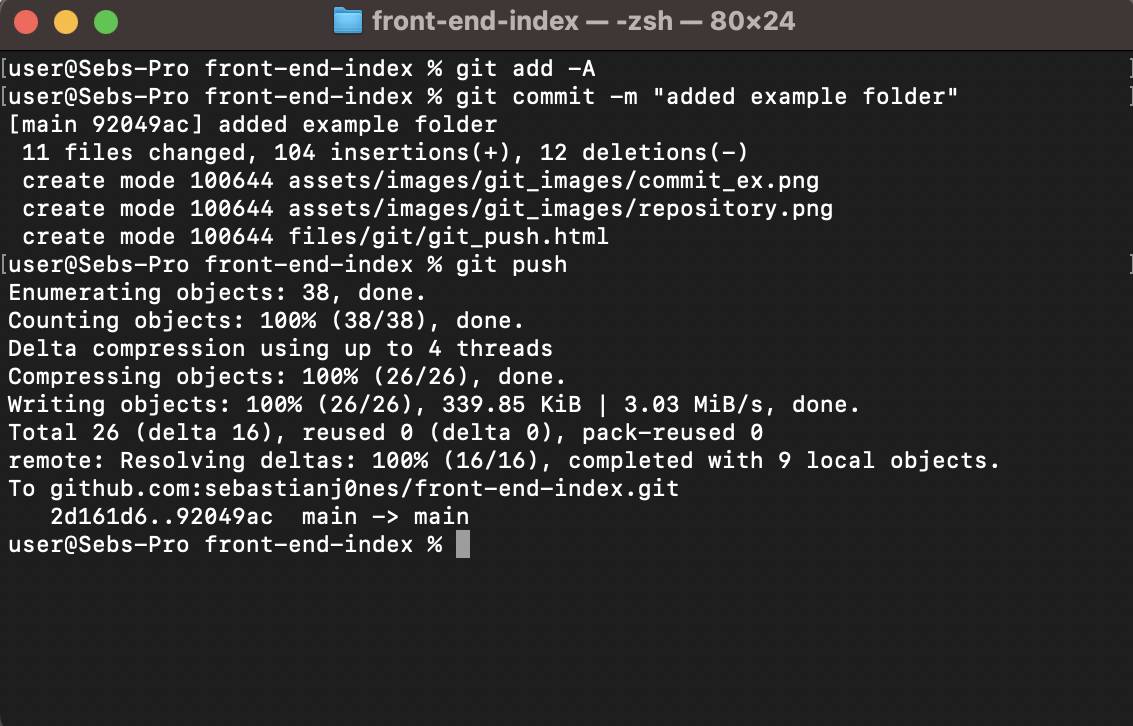 front-end-index — -zsh — 80×24
[user@Sebs-Pro front-end-index % git add -A ]
[user@Sebs-Pro front-end-index % git commit -m "added example folder" ]
[main 92049ac] added example folder
 11 files changed, 104 insertions(+), 12 deletions(-)
 create mode 100644 assets/images/git_images/commit_ex.png
 create mode 100644 assets/images/git_images/repository.png
 create mode 100644 files/git/git_push.html
[user@Sebs-Pro front-end-index % git push ]
Enumerating objects: 38, done.
Counting objects: 100% (38/38), done.
Delta compression using up to 4 threads
Compressing objects: 100% (26/26), done.
Writing objects: 100% (26/26), 339.85 KiB | 3.03 MiB/s, done.
Total 26 (delta 16), reused 0 (delta 0), pack-reused 0
remote: Resolving deltas: 100% (16/16), completed with 9 local objects.
To github.com:sebastianj0nes/front-end-index.git
   2d161d6..92049ac  main -> main
user@Sebs-Pro front-end-index %